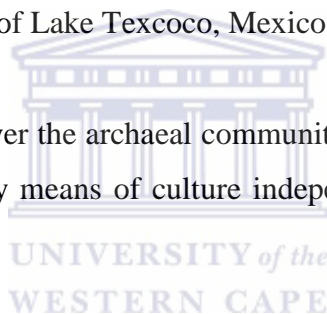 of Lake Texcoco, Mexico
ver the archaeal communit
y means of culture indepe
UNIVERSITY of the
WESTERN CAPE